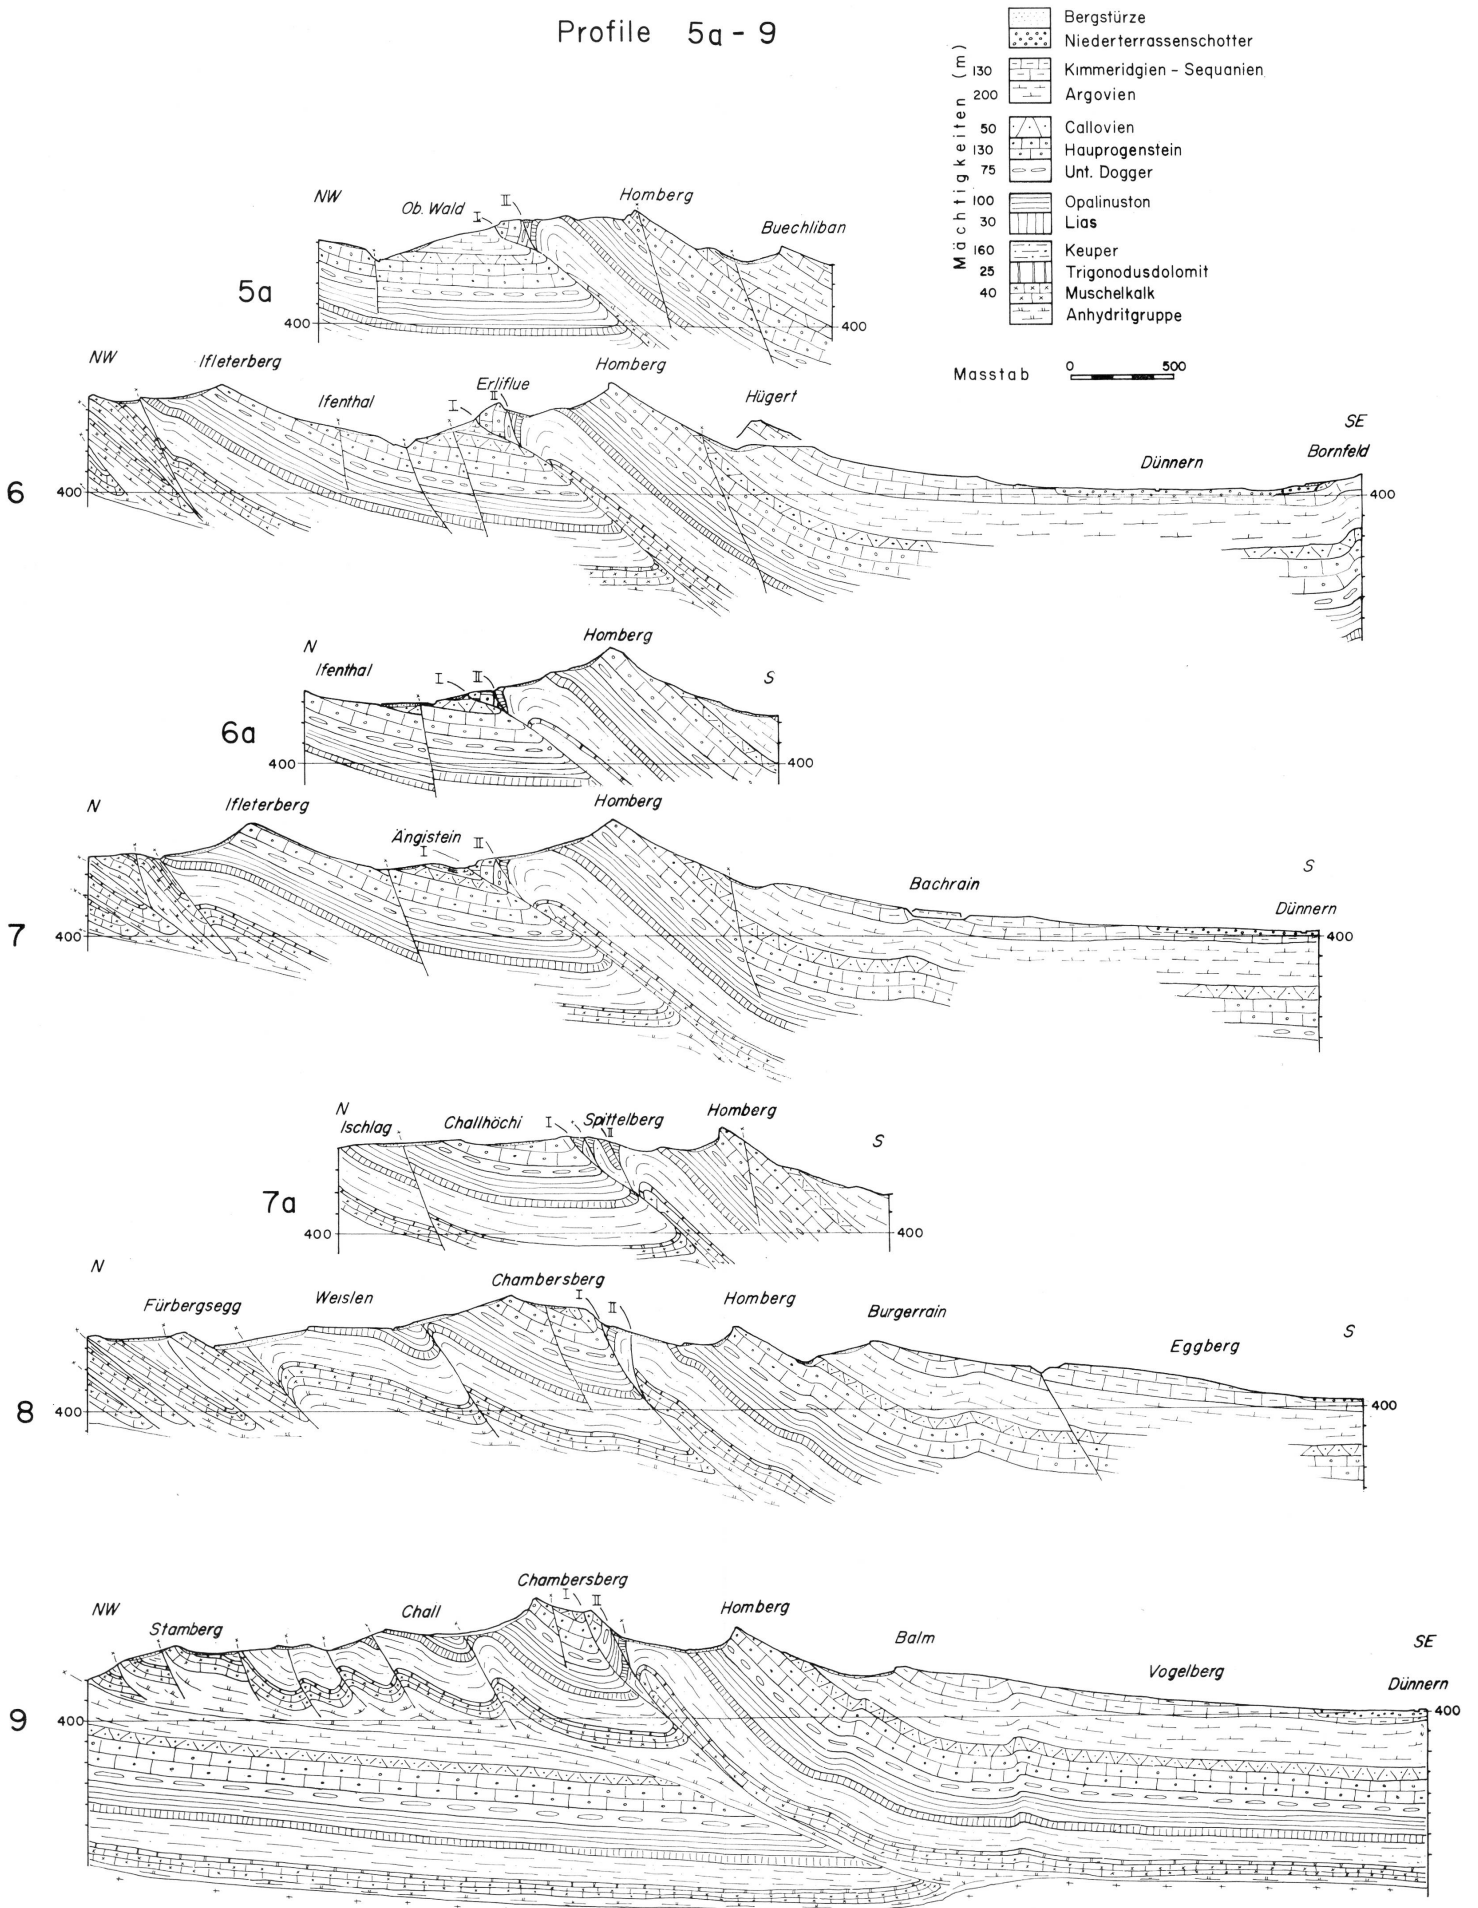 Profile 5a - 9
Mächtigkeiten (m)
Bergstürze
Niederterrassenschotter
130 Kimmeridgien - Sequanien
200 Argovien
50 Callovien
130 Hauprogenstein
75 Unt. Dogger
100 Opalinuston
30 Lias
160 Keuper
25 Trigonodusdolomit
40 Muschelkalk
Anhydritgruppe
Masstab 0 500
5a
NW Ob. Wald I II Homberg Buechliban
400 400
6
NW Ifleterberg Ifenthal I Erliflue II Homberg Hügert Dünnern Bornfeld SE
400 400
6a
N Ifenthal I II Homberg S
400 400
7
N Ifleterberg Angistein I II Homberg Bachrain Dünnern S
400 400
7a
N Ischlag Challhöchi I Spittelberg II Homberg S
400 400
8
N Fürbergsegg Weislen Chambersberg I II Homberg Burgerrain Eggberg S
400 400
9
NW Stamberg Chall Chambersberg I II Homberg Balm Vogelberg Dünnern SE
400 400